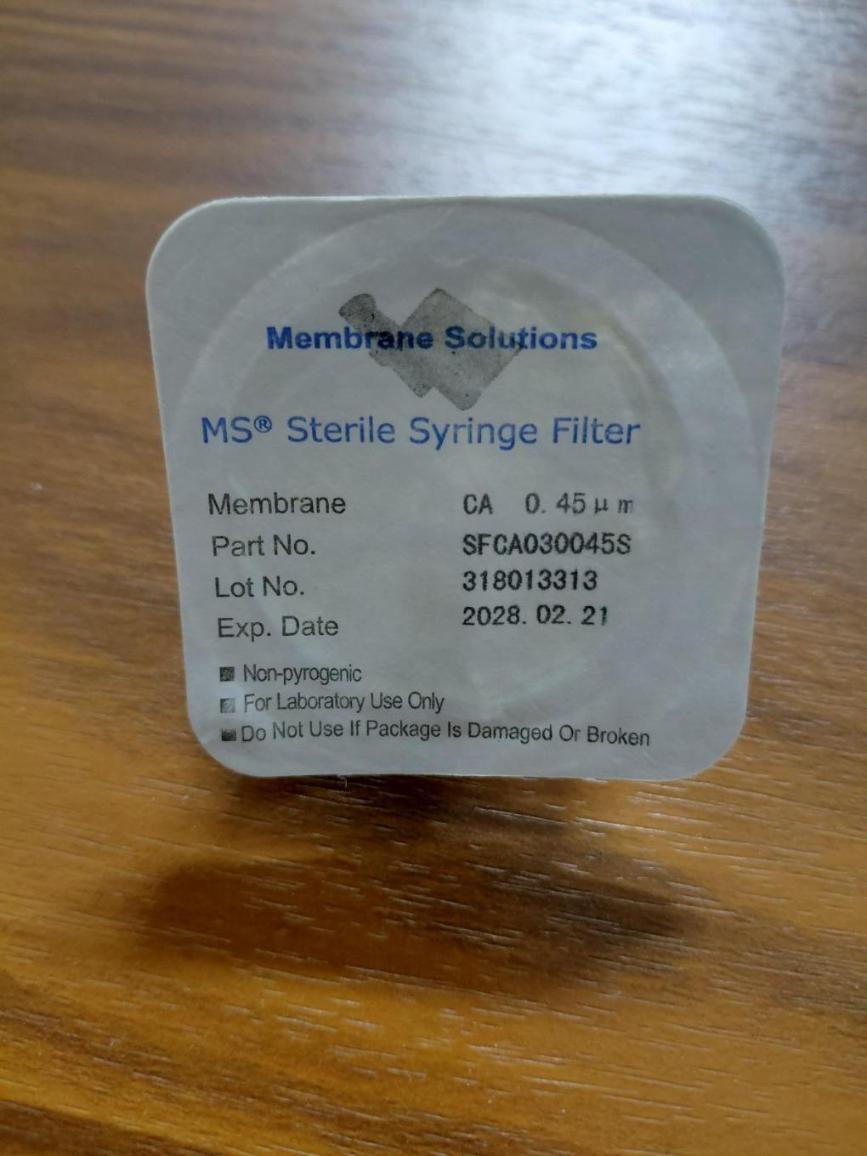 Membrane Solutions
MS® Sterile Syringe Filter
Membrane CA 0.45μm
Part No. SFCA030045S
Lot No. 318013313
Exp. Date 2028.02.21
Non-pyrogenic
For Laboratory Use Only
Do Not Use If Package Is Damaged Or Broken